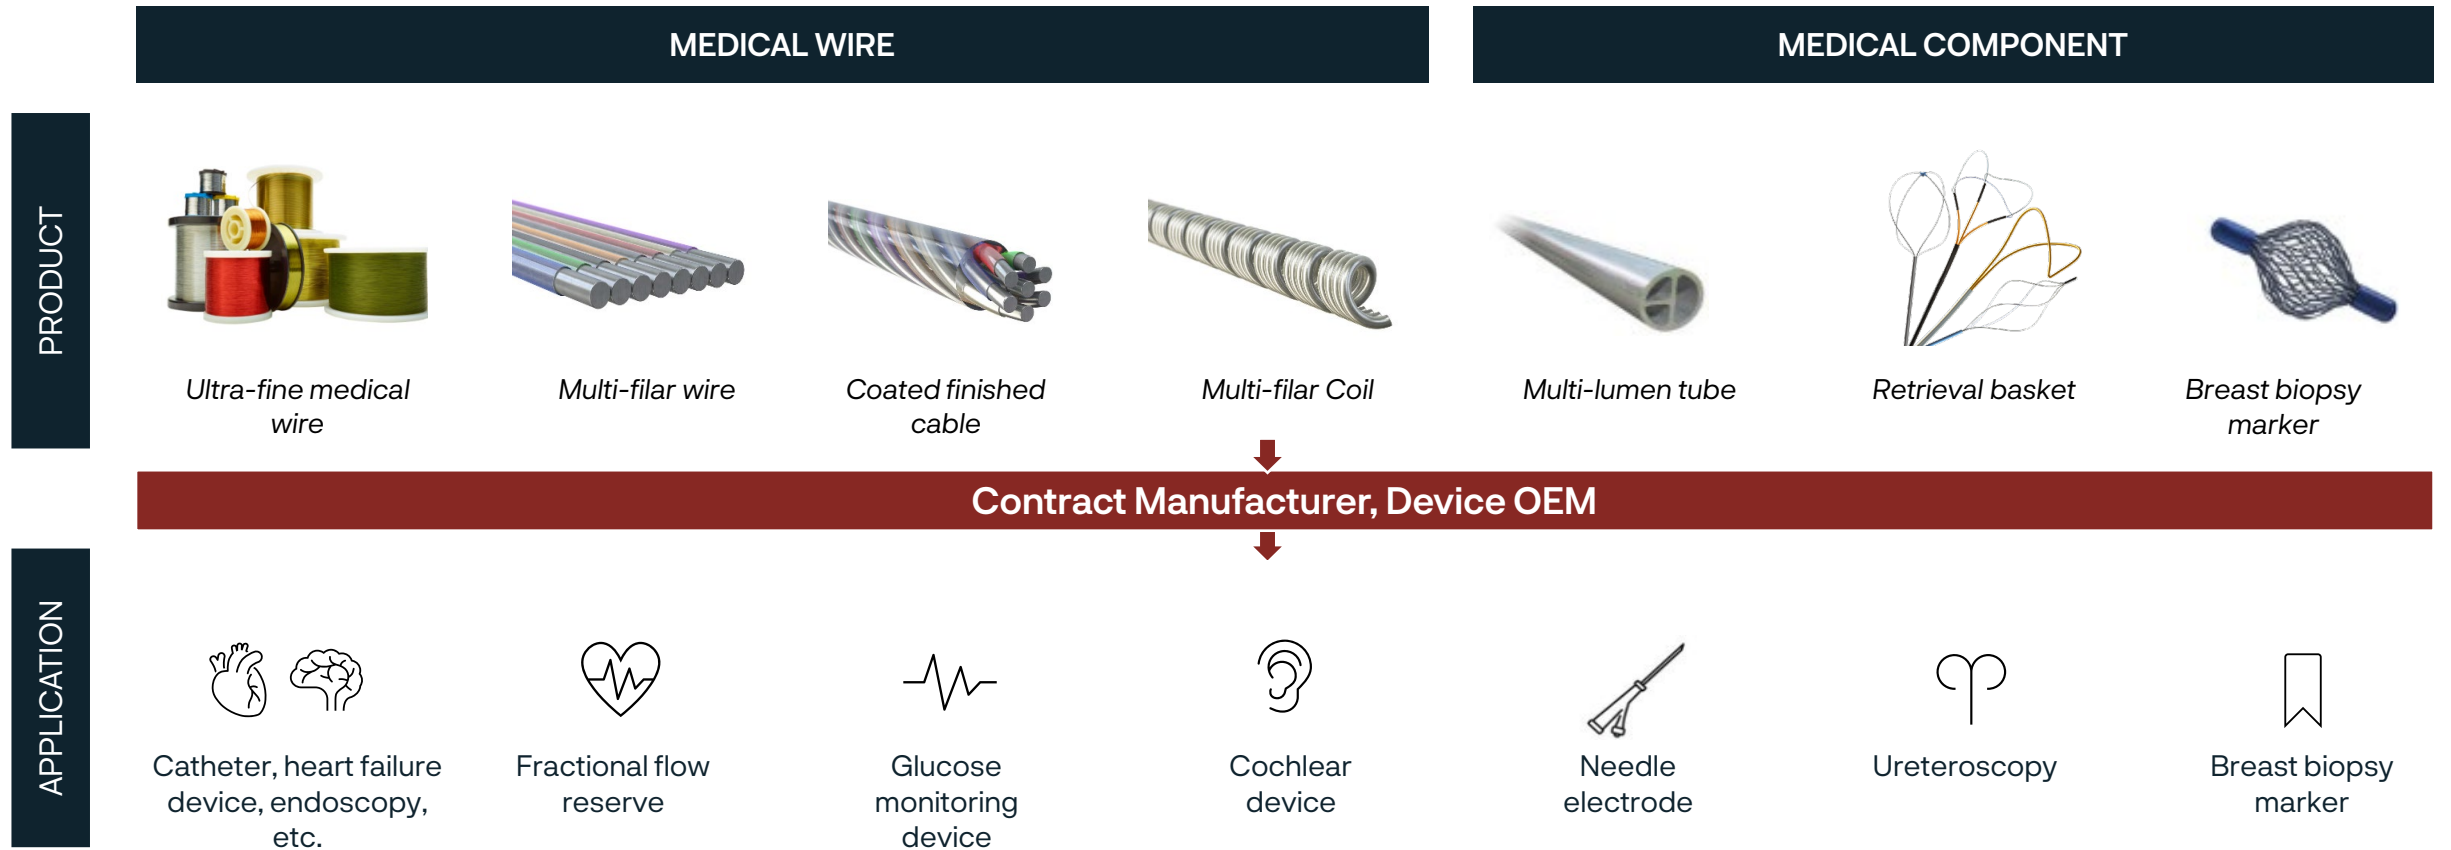 MEDICAL WIRE
MEDICAL COMPONENT
PRODUCT
Ultra-fine medical
wire
Multi-filar wire
Coated finished
cable
Multi-filar Coil
Multi-lumen tube
Retrieval basket
Breast biopsy
marker
Contract Manufacturer, Device OEM
APPLICATION
Catheter, heart failure
device, endoscopy,
etc.
Fractional flow
reserve
Glucose
monitoring
device
Cochlear
device
Needle
electrode
Ureteroscopy
Breast biopsy
marker